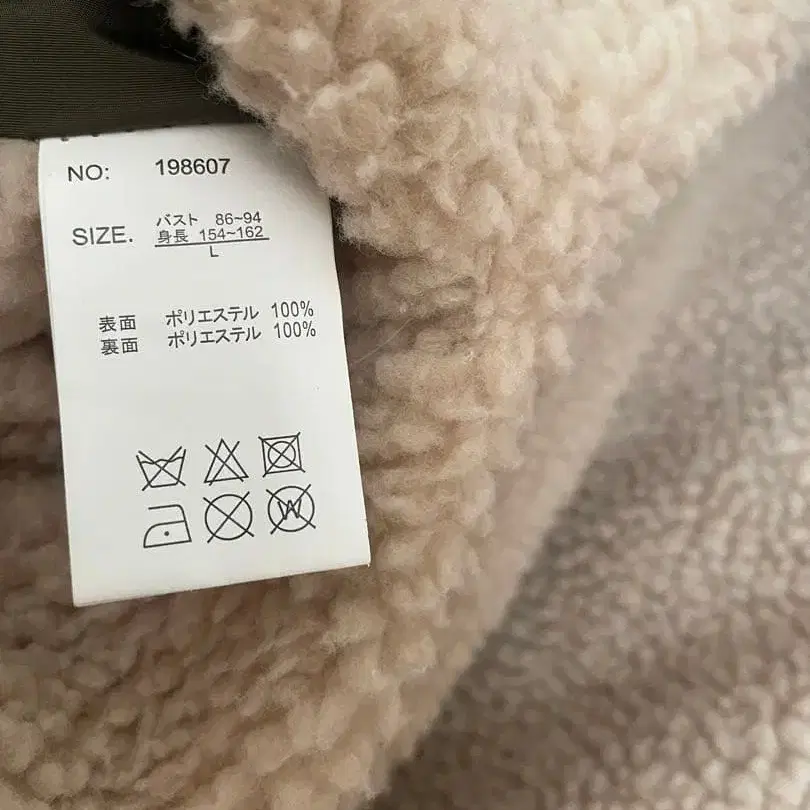 NO: 198607
SIZE. バスト 86~94
身長 154~162
L
表面 ポリエステル 100%
裏面 ポリエステル 100%
W